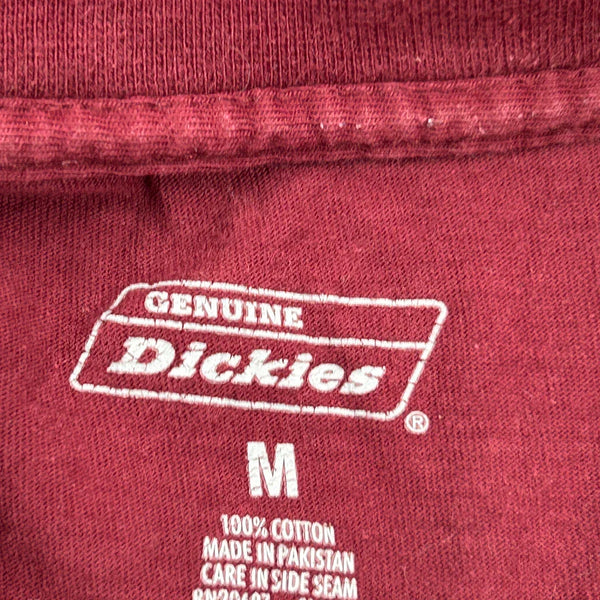 GENUINE
Dickies
®
M
100% COTTON
MADE IN PAKISTAN
CARE IN SIDE SEAM